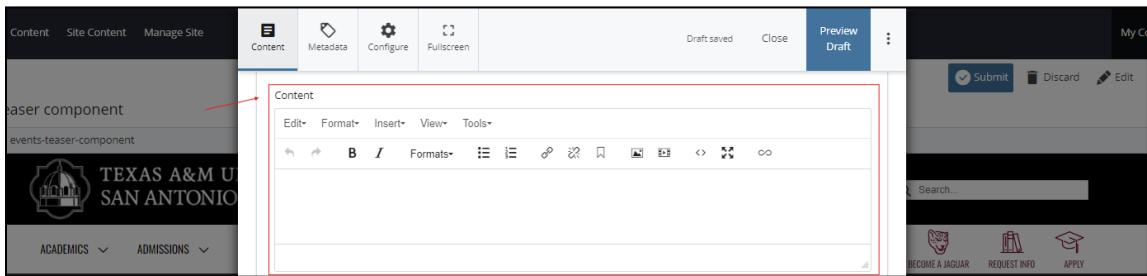 Content Site Content Manage Site
Content Metadata Configure Fullscreen
Draft saved Close Preview Draft
My Co
Submit Discard Edit
easer component
events-teaser-component
Content
Edit Format Insert View Tools
B I Formats
TEXAS A&M U
SAN ANTONIO
Search...
ACADEMICS ADMISSIONS
BECOME A JAGUAR REQUEST INFO APPLY